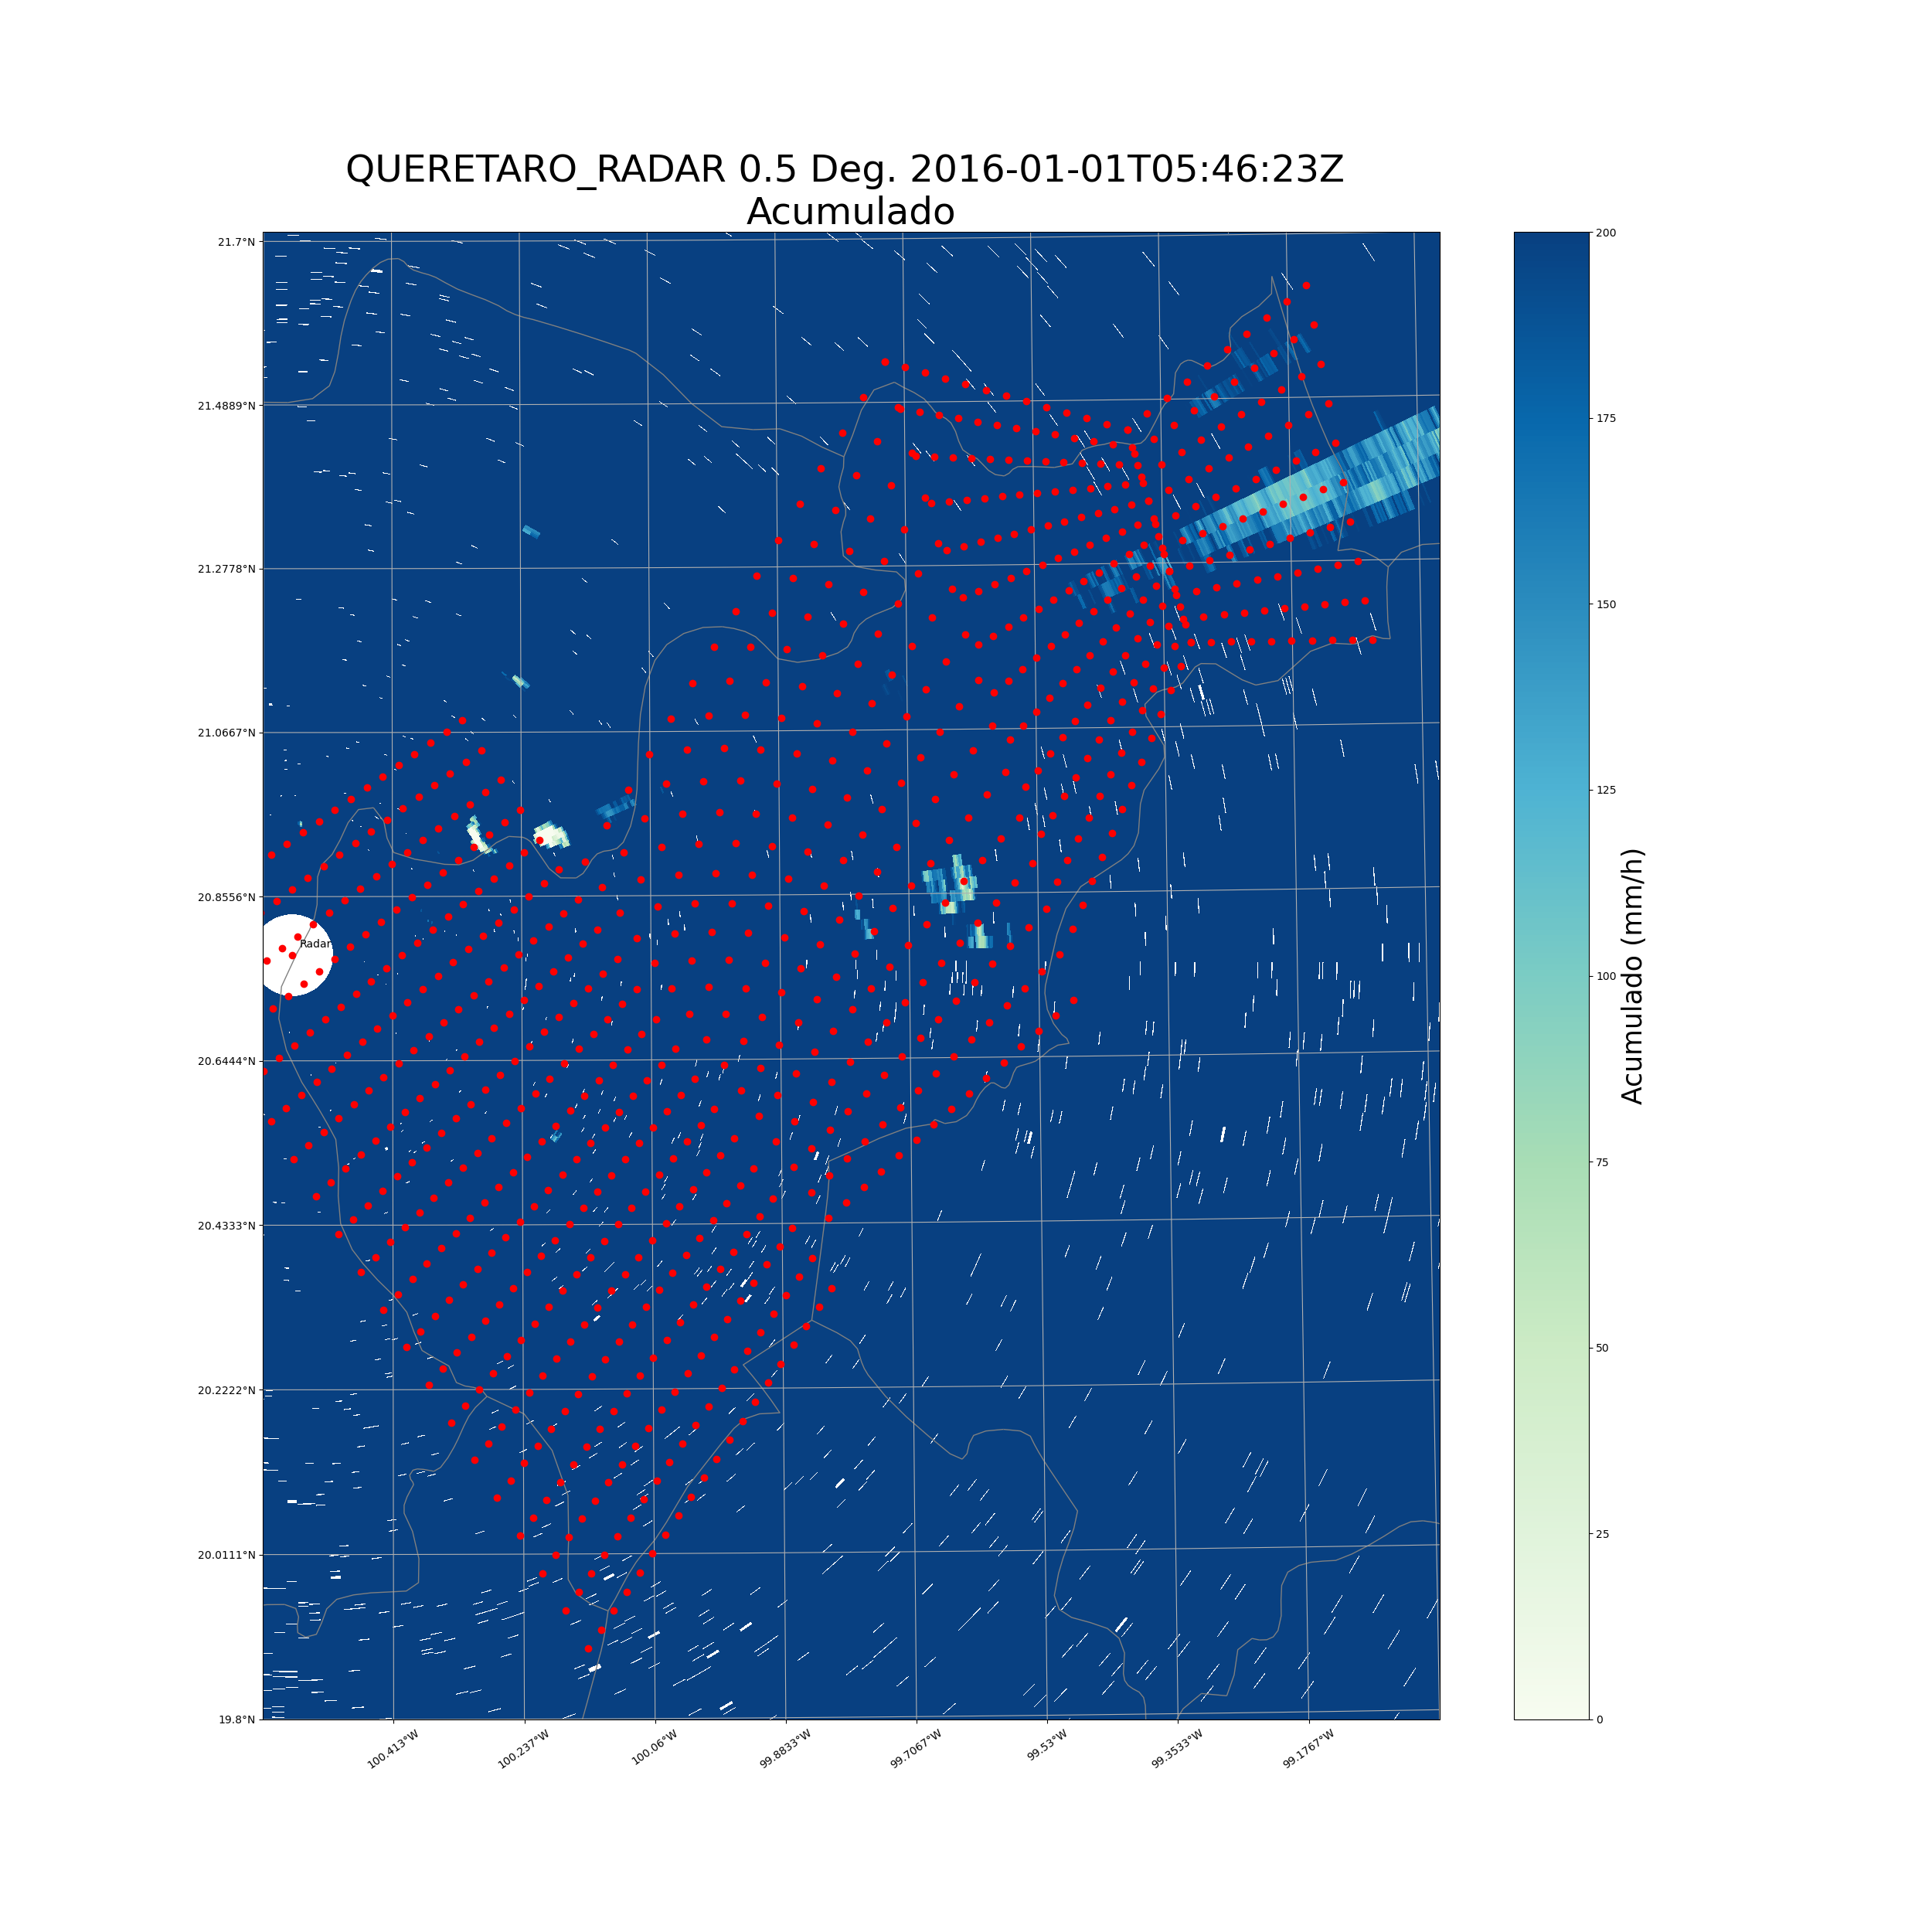 QUERETARO_RADAR 0.5 Deg. 2016-01-01T05:46:23Z
Acumulado
21.7°N
21.4889°N
21.2778°N
21.0667°N
20.8556°N
20.6444°N
20.4333°N
20.2222°N
20.0111°N
19.8°N
Radar
100.413°W
100.237°W
100.06°W
99.8833°W
99.7067°W
99.53°W
99.3533°W
99.1767°W
200
175
150
125
100
75
50
25
0
Acumulado (mm/h)